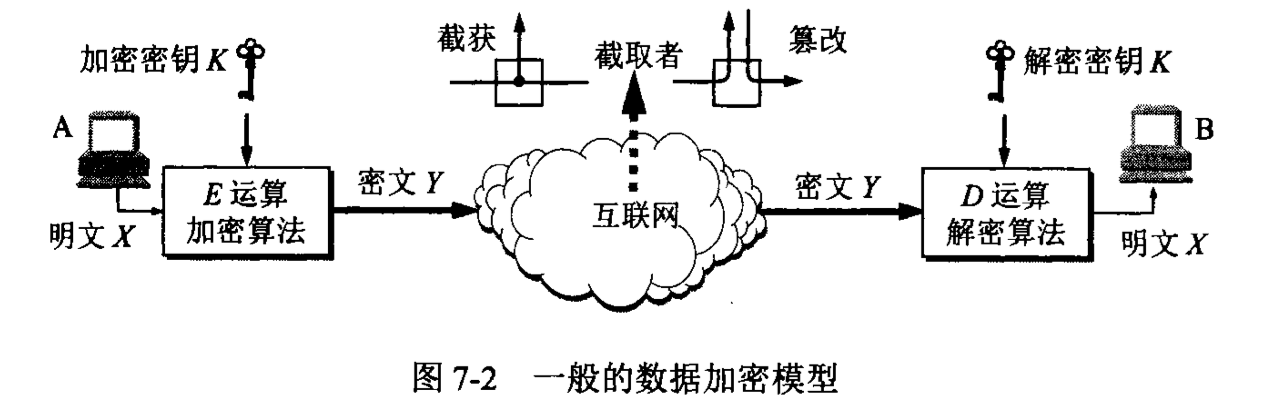 截获
截取者
篡改
加密密钥 K
解密密钥 K
A
B
E 运算
加密算法
密文 Y
互联网
密文 Y
D 运算
解密算法
明文 X
明文 X
图 7-2 一般的数据加密模型